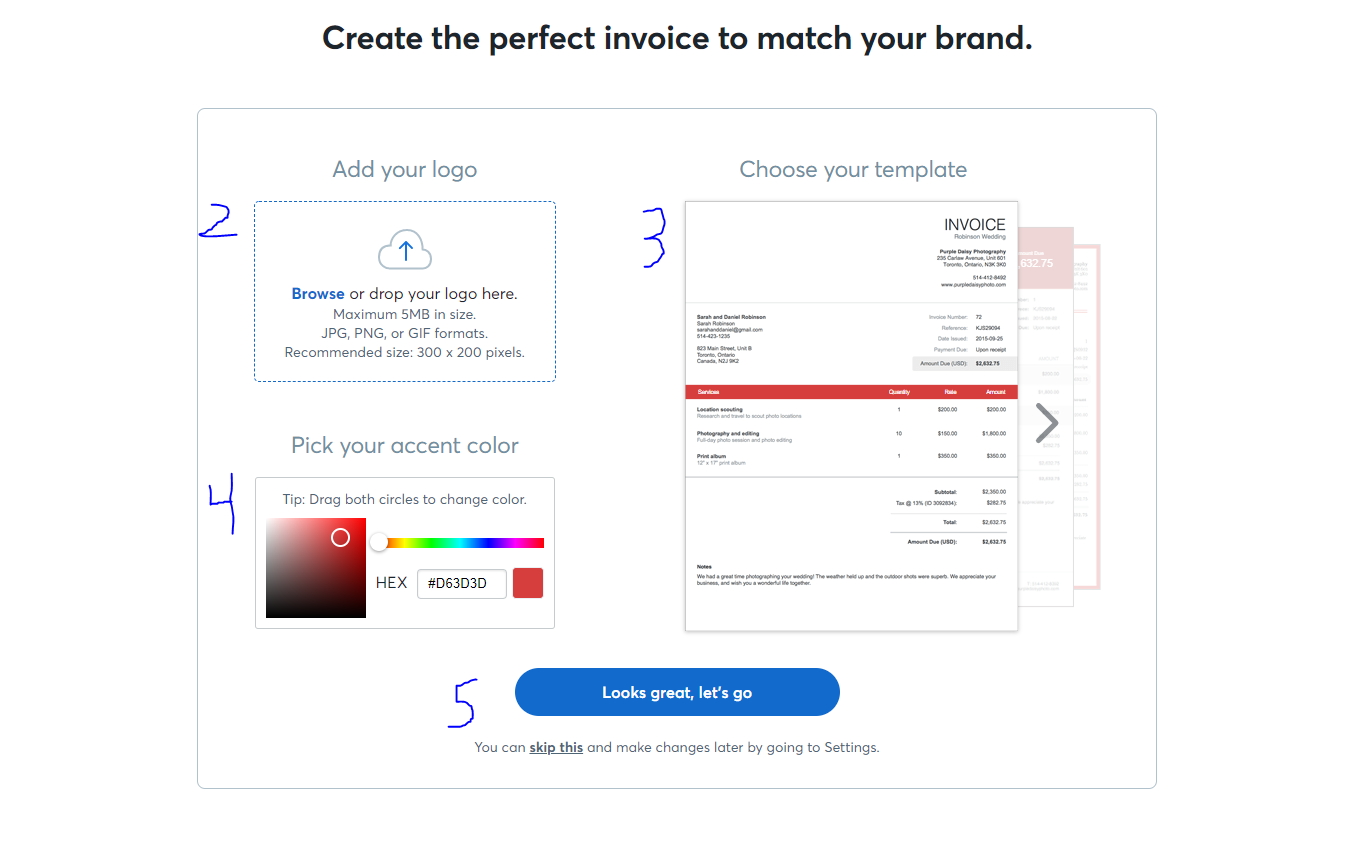 Create the perfect invoice to match your brand.
Add your logo
2
Browse or drop your logo here.
Maximum 5MB in size.
JPG, PNG, or GIF formats.
Recommended size: 300 x 200 pixels.
Pick your accent color
4
Tip: Drag both circles to change color.
HEX #D63D3D
Choose your template
3
INVOICE
Robinson Wedding
Purple Daisy Photography
235 Carlaw Avenue, Unit 601
Toronto, Ontario, N3K 3K0
514-412-8492
www.purpledaisyphoto.com
Sarah and Daniel Robinson
Sarah Robinson
sarahanddaniel@gmail.com
514-423-1235
823 Main Street, Unit B
Toronto, Ontario
Canada, N2J 9K2
Invoice Number: 72
Reference: KJS29094
Date Issued: 2015-09-25
Payment Due: Upon receipt
Amount Due (USD): $2,632.75
Services Quantity Rate Amount
Location scouting 1 $200.00 $200.00
Research and travel to scout photo locations
Photography and editing 10 $150.00 $1,800.00
Full-day photo session and photo editing
Print album 1 $350.00 $350.00
12" x 17" print album
Subtotal: $2,350.00
Tax @ 13% (ID 3092834): $282.75
Total: $2,632.75
Amount Due (USD): $2,632.75
Notes
We had a great time photographing your wedding! The weather held up and the outdoor shots were superb. We appreciate your
business, and wish you a wonderful life together.
,632.75
5
Looks great, let's go
You can skip this and make changes later by going to Settings.